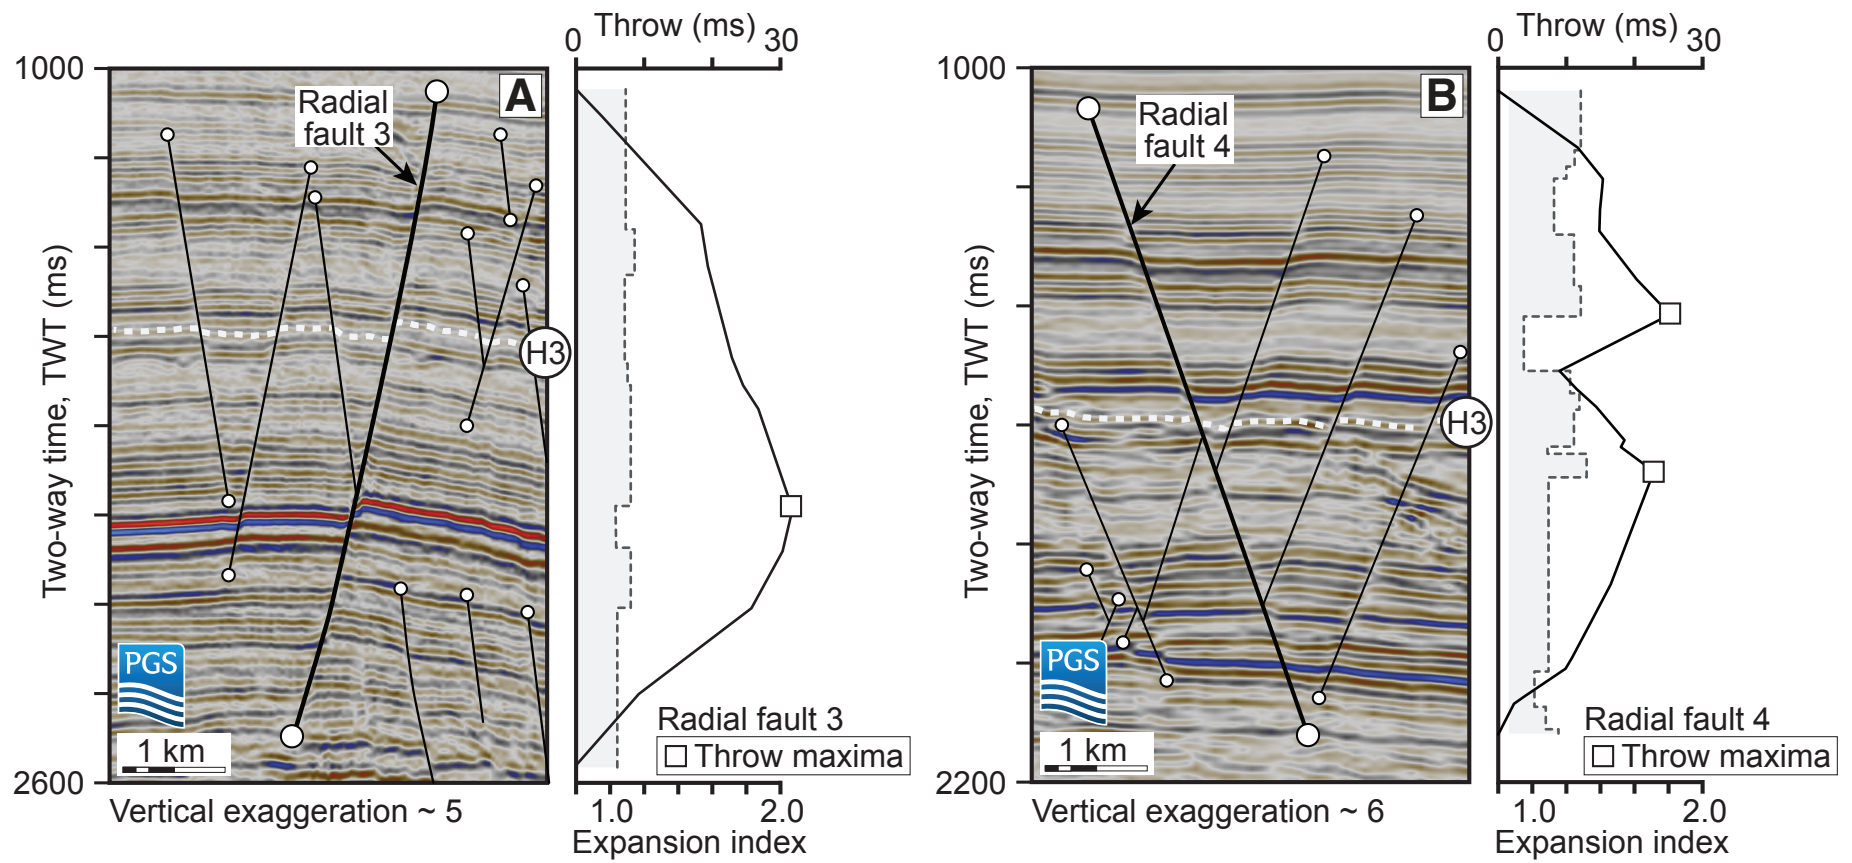 Throw (ms)
0
30
1000
A
Radial
fault 3
Two-way time, TWT (ms)
H3
PGS
1 km
2600
Vertical exaggeration ~ 5
Radial fault 3
Throw maxima
1.0
2.0
Expansion index
Throw (ms)
0
30
1000
B
Radial
fault 4
Two-way time, TWT (ms)
H3
PGS
1 km
2200
Vertical exaggeration ~ 6
Radial fault 4
Throw maxima
1.0
2.0
Expansion index